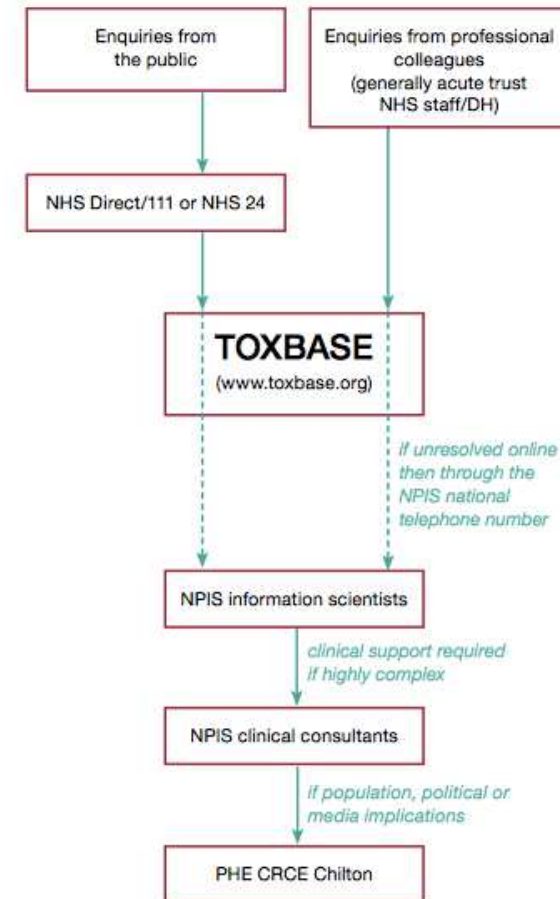 Enquiries from
the public
Enquiries from professional
colleagues
(generally acute trust
NHS staff/DH)
NHS Direct/111 or NHS 24
TOXBASE
(www.toxbase.org)
if unresolved online
then through the
NPIS national
telephone number
NPIS information scientists
clinical support required
if highly complex
NPIS clinical consultants
if population, political or
media implications
PHE CRCE Chilton